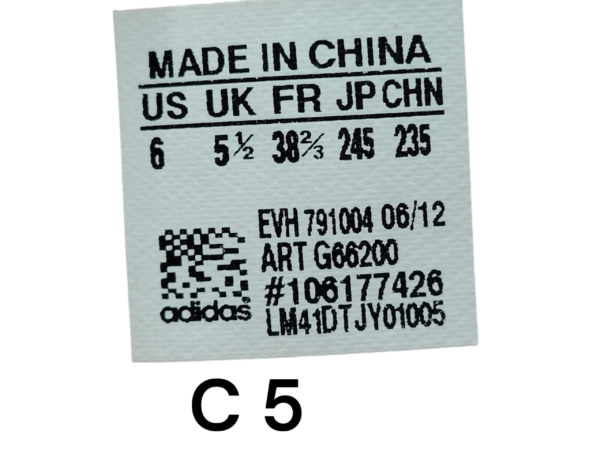 MADE IN CHINA
US UK FR JP CHN
6 5½ 38⅔ 245 235
EVH 791004 06/12
ART G66200
#106177426
adidas® LM41DTJY01005
C 5